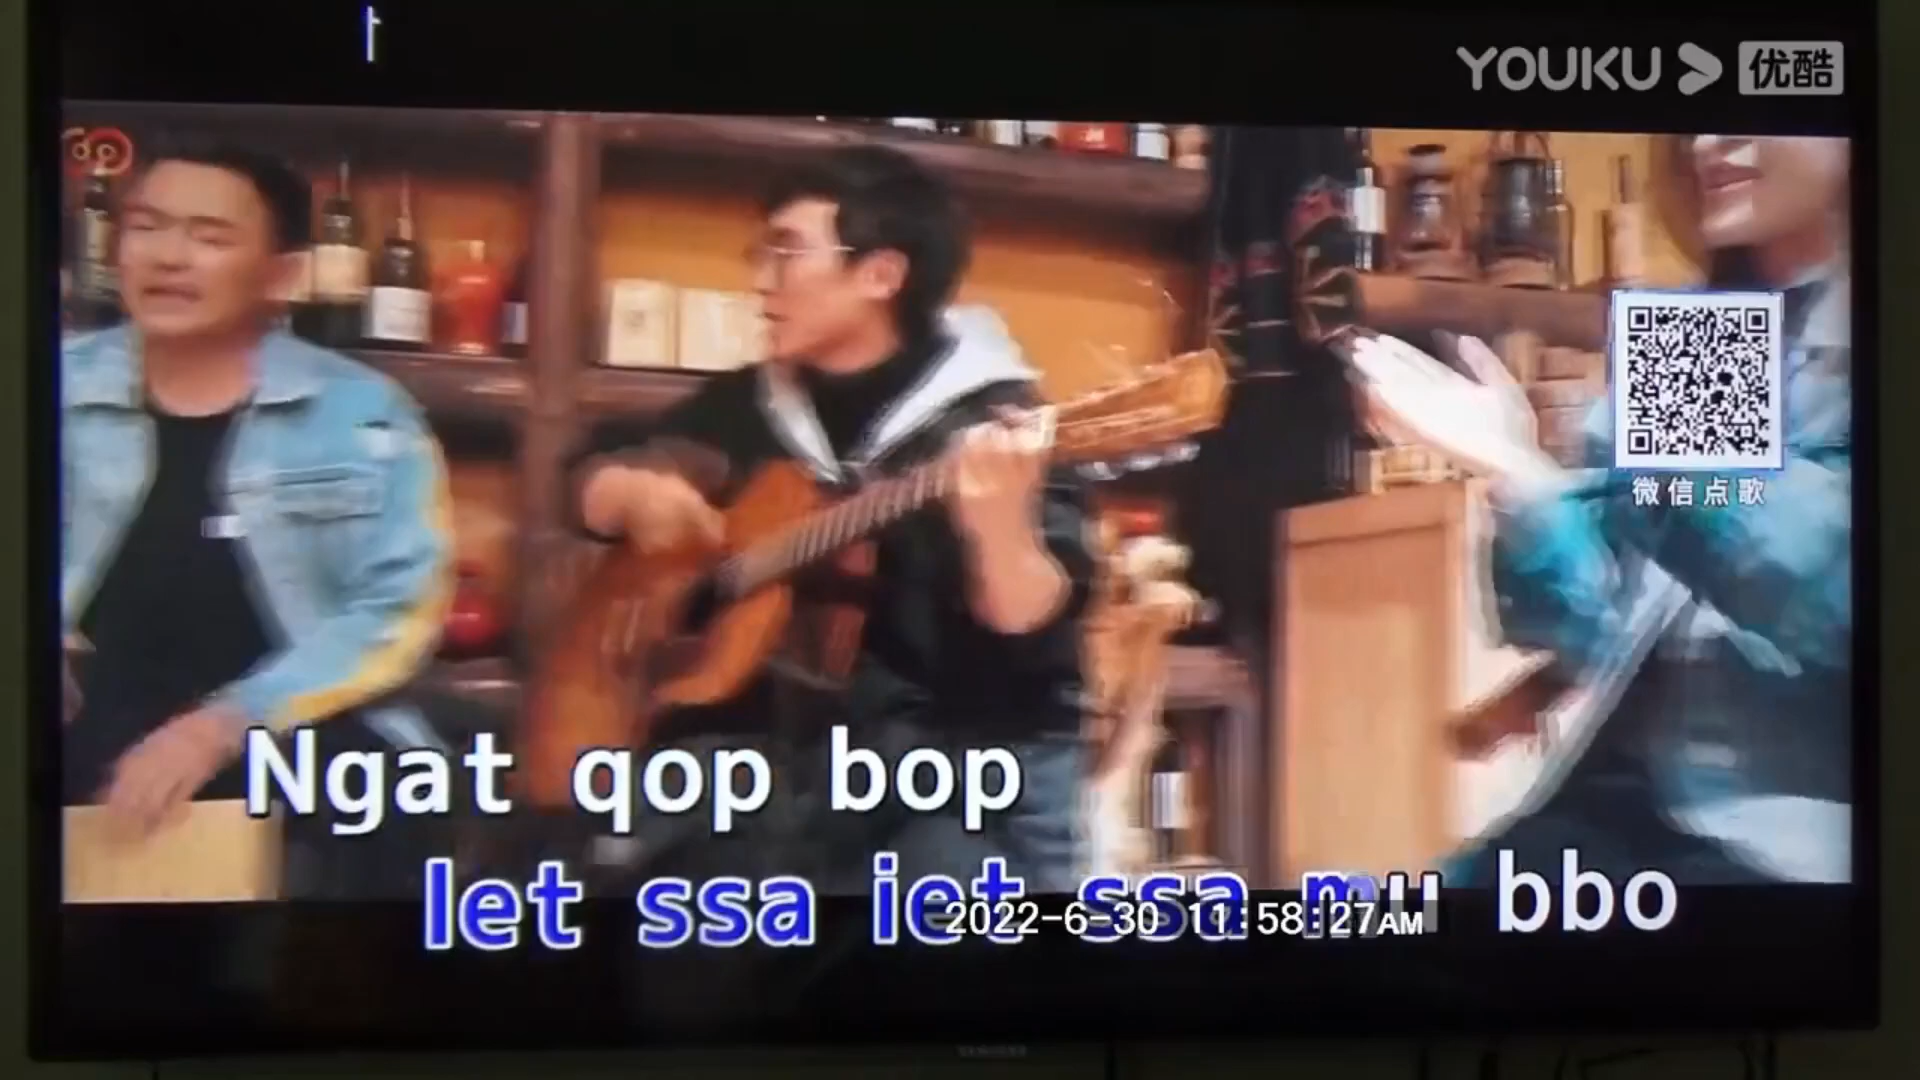 YOUKU 优酷
微信点歌
Ngat qop bop
let ssa iet ssa mu bbo
2022-6-30 11:58:27AM